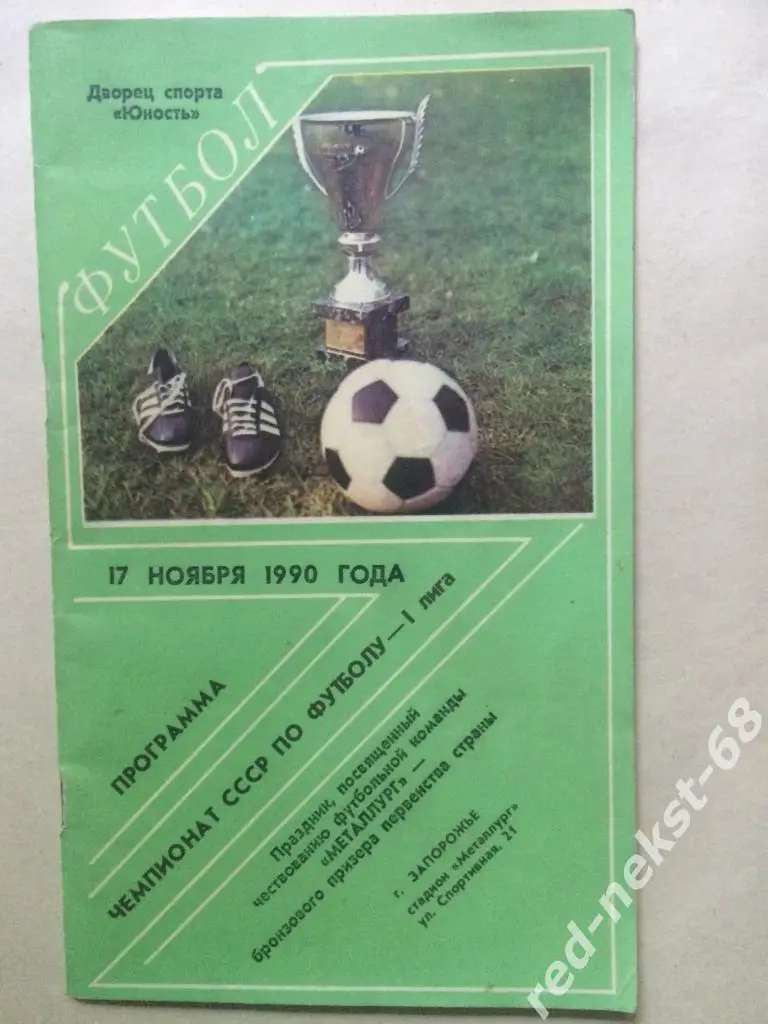 Дворец спорта
«Юность»
ФУТБОЛ
17 НОЯБРЯ 1990 ГОДА
ПРОГРАММА
ЧЕМПИОНАТ СССР ПО ФУТБОЛУ — I ЛИГА
Праздник, посвященный
чествованию футбольной команды
«МЕТАЛЛУРГ» —
бронзового призера первенства страны
г. ЗАПОРОЖЬЕ
стадион «Металлург»
ул. Спортивная, 21
red-nekst-68